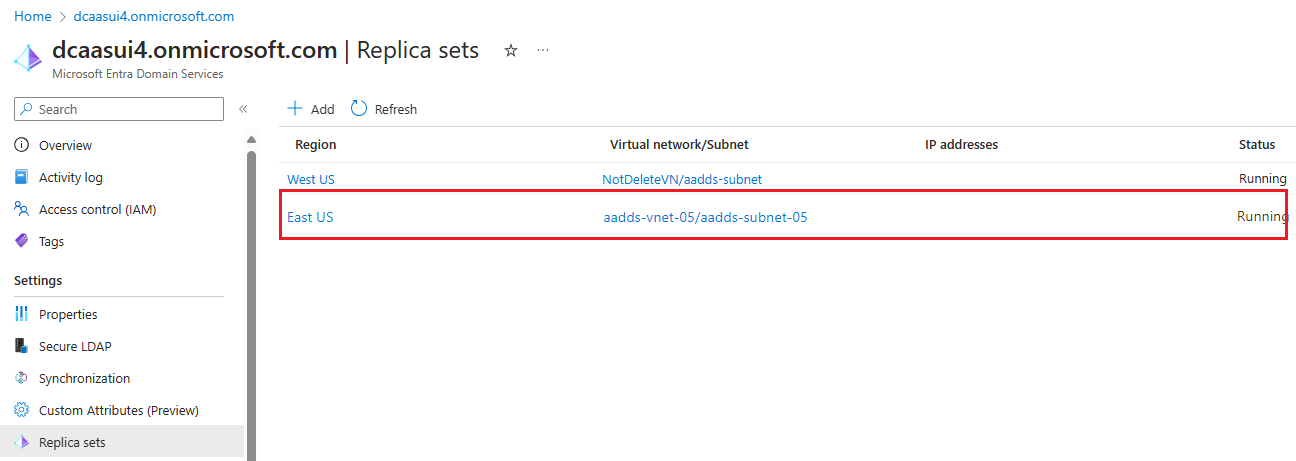 Home > dcaasui4.onmicrosoft.com
dcaasui4.onmicrosoft.com | Replica sets
Microsoft Entra Domain Services
Search
Overview
Activity log
Access control (IAM)
Tags
Settings
Properties
Secure LDAP
Synchronization
Custom Attributes (Preview)
Replica sets
Add Refresh
Region Virtual network/Subnet IP addresses Status
West US NotDeleteVN/aadds-subnet Running
East US aadds-vnet-05/aadds-subnet-05 Running